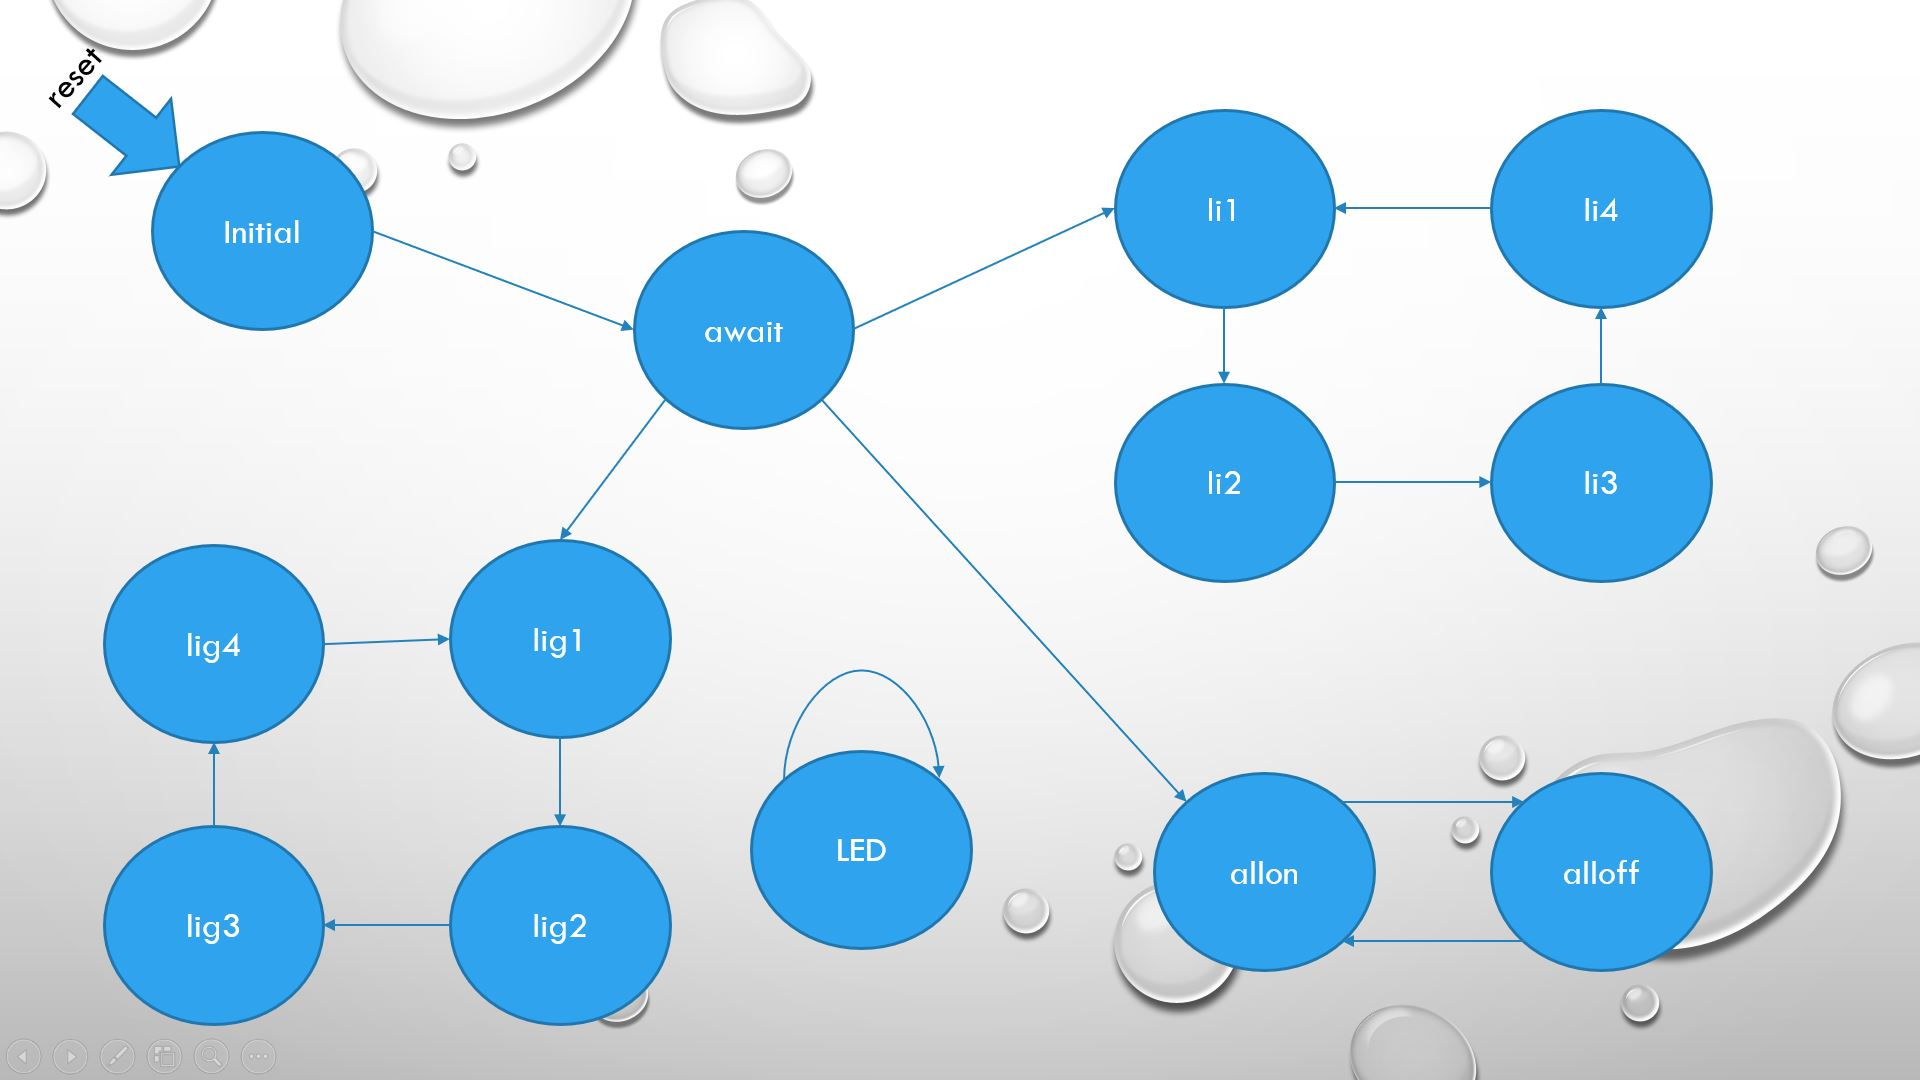 reset
Initial
await
li1
li4
li2
li3
lig4
lig1
lig3
lig2
LED
allon
alloff